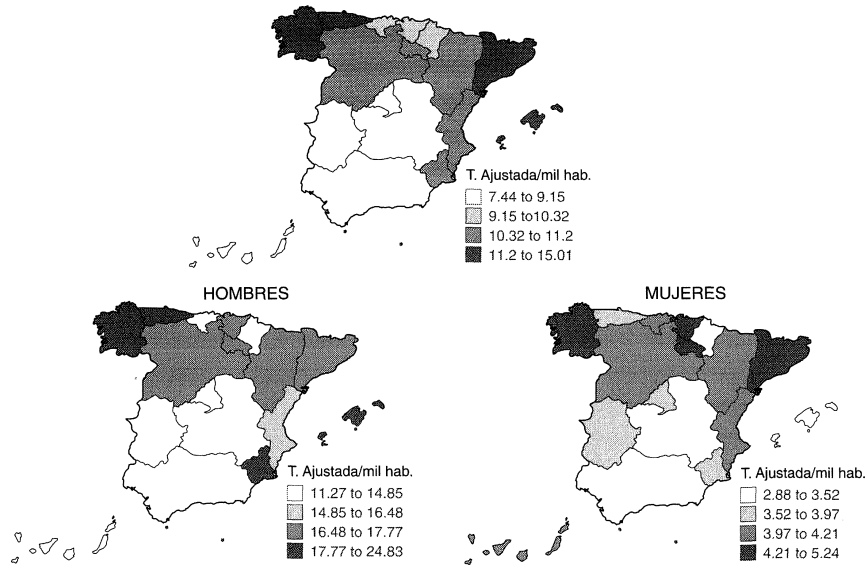 T. Ajustada/mil hab.
7.44 to 9.15
9.15 to10.32
10.32 to 11.2
11.2 to 15.01
HOMBRES
T. Ajustada/mil hab.
11.27 to 14.85
14.85 to 16.48
16.48 to 17.77
17.77 to 24.83
MUJERES
T. Ajustada/mil hab.
2.88 to 3.52
3.52 to 3.97
3.97 to 4.21
4.21 to 5.24